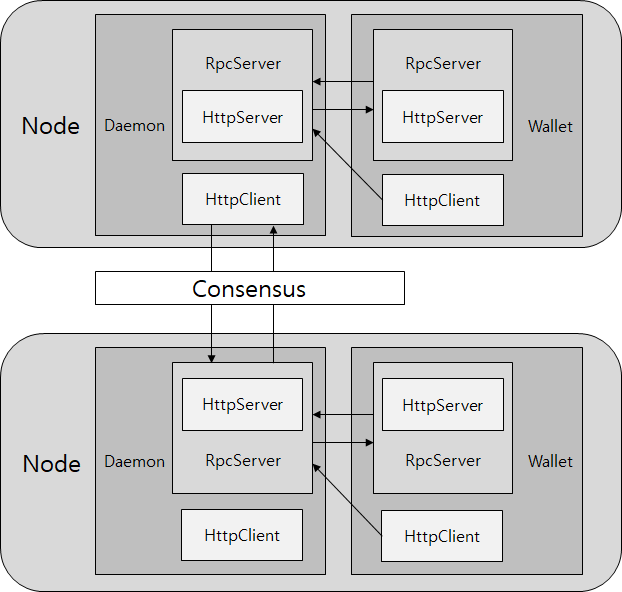 RpcServer
RpcServer
Node
Daemon
HttpServer
HttpServer
Wallet
HttpClient
HttpClient
Consensus
HttpServer
HttpServer
Node
Daemon
RpcServer
RpcServer
Wallet
HttpClient
HttpClient